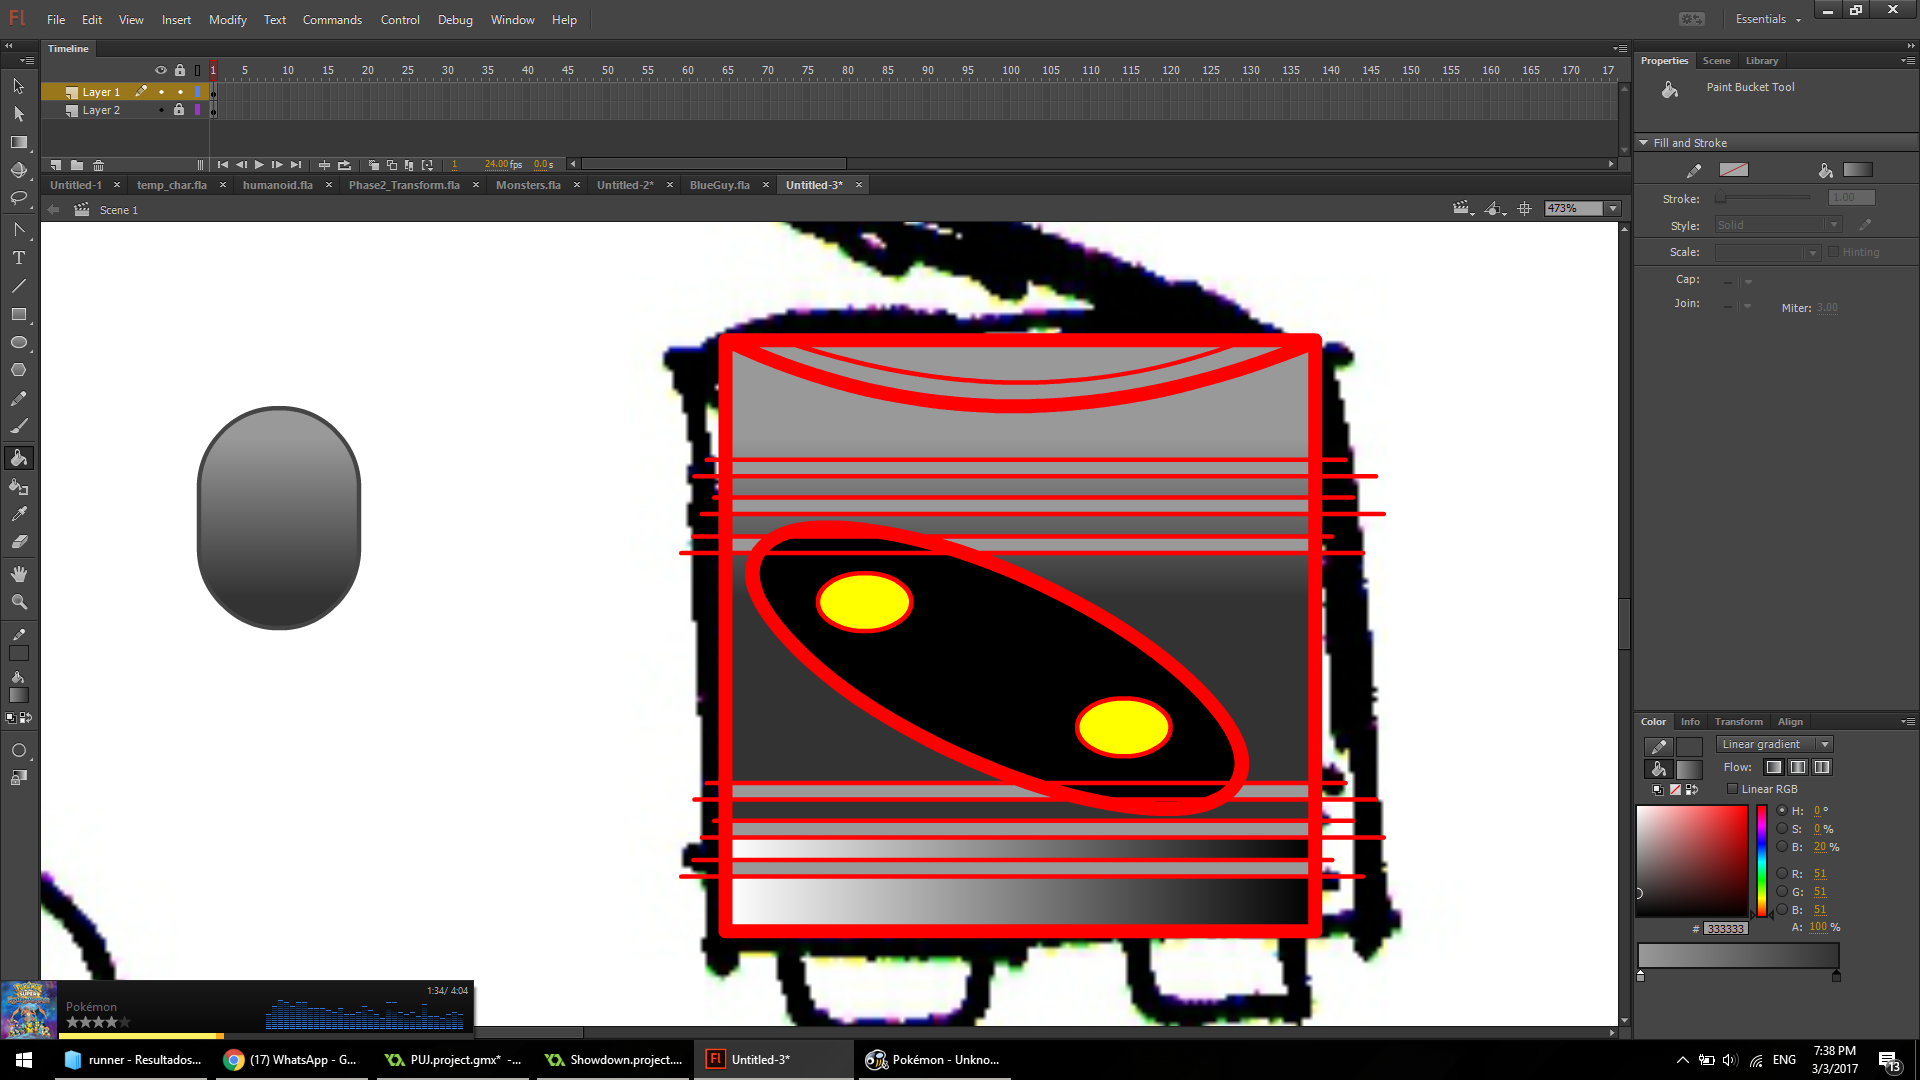 Fl File Edit View Insert Modify Text Commands Control Debug Window Help Essentials
Timeline
1 5 10 15 20 25 30 35 40 45 50 55 60 65 70 75 80 85 90 95 100 105 110 115 120 125 130 135 140 145 150 155 160 165 170 17
Layer 1
Layer 2
1 24.00 fps 0.0 s
Untitled-1 temp_char.fla humanoid.fla Phase2_Transform.fla Monsters.fla Untitled-2* BlueGuy.fla Untitled-3*
Scene 1 473%
Properties Scene Library
Paint Bucket Tool
Fill and Stroke
Stroke: 1.00
Style: Solid
Scale: Hinting
Cap:
Join: Miter: 3.00
Color Info Transform Align
Linear gradient
Flow:
Linear RGB
H: 0 °
S: 0 %
B: 20 %
R: 51
G: 51
B: 51
# 333333 A: 100 %
1:34/ 4:04
Pokémon
runner - Resultados... (17) WhatsApp - G... PUJ.project.gmx* -... Showdown.project.... Fl Untitled-3* Pokémon - Unkno... ENG
7:38 PM
3/3/2017
13